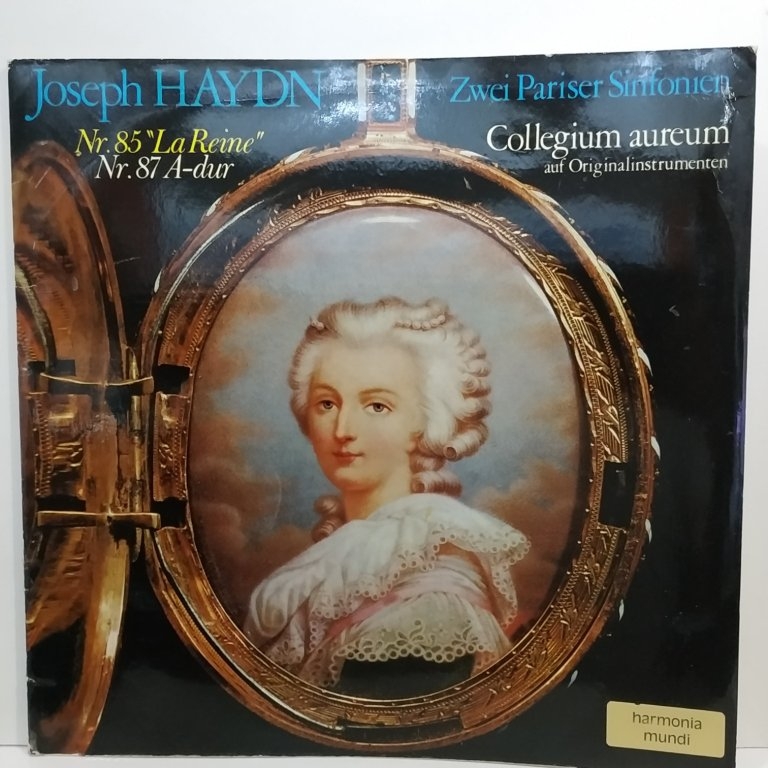 Joseph HAYDN
Zwei Pariser Sinfonien
Nr. 85 "La Reine"
Nr. 87 A-dur
Collegium aureum
auf Originalinstrumenten
harmonia
mundi